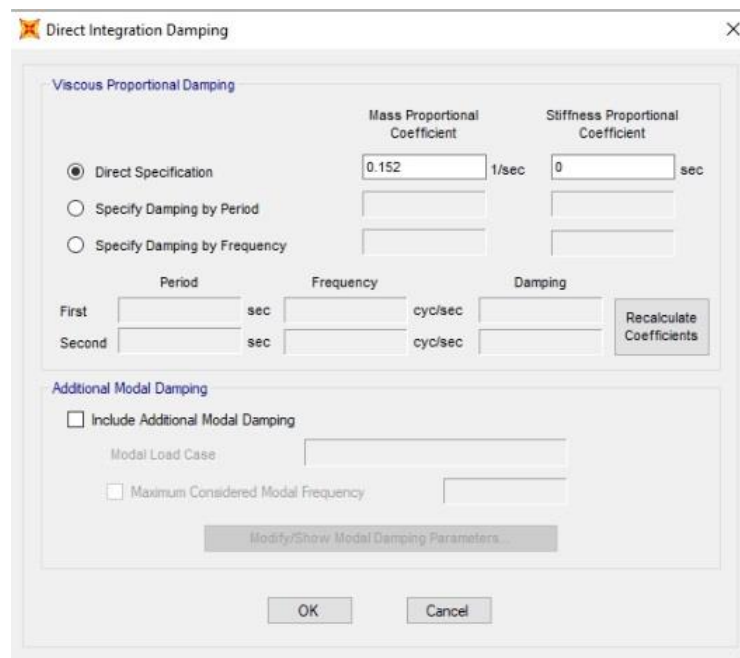 Direct Integration Damping
Viscous Proportional Damping
Mass Proportional Coefficient
Stiffness Proportional Coefficient
Direct Specification 0.152 1/sec 0 sec
Specify Damping by Period
Specify Damping by Frequency
Period Frequency Damping
First sec cyc/sec
Second sec cyc/sec
Recalculate Coefficients
Additional Modal Damping
Include Additional Modal Damping
Modal Load Case
Maximum Considered Modal Frequency
Modify/Show Modal Damping Parameters...
OK Cancel